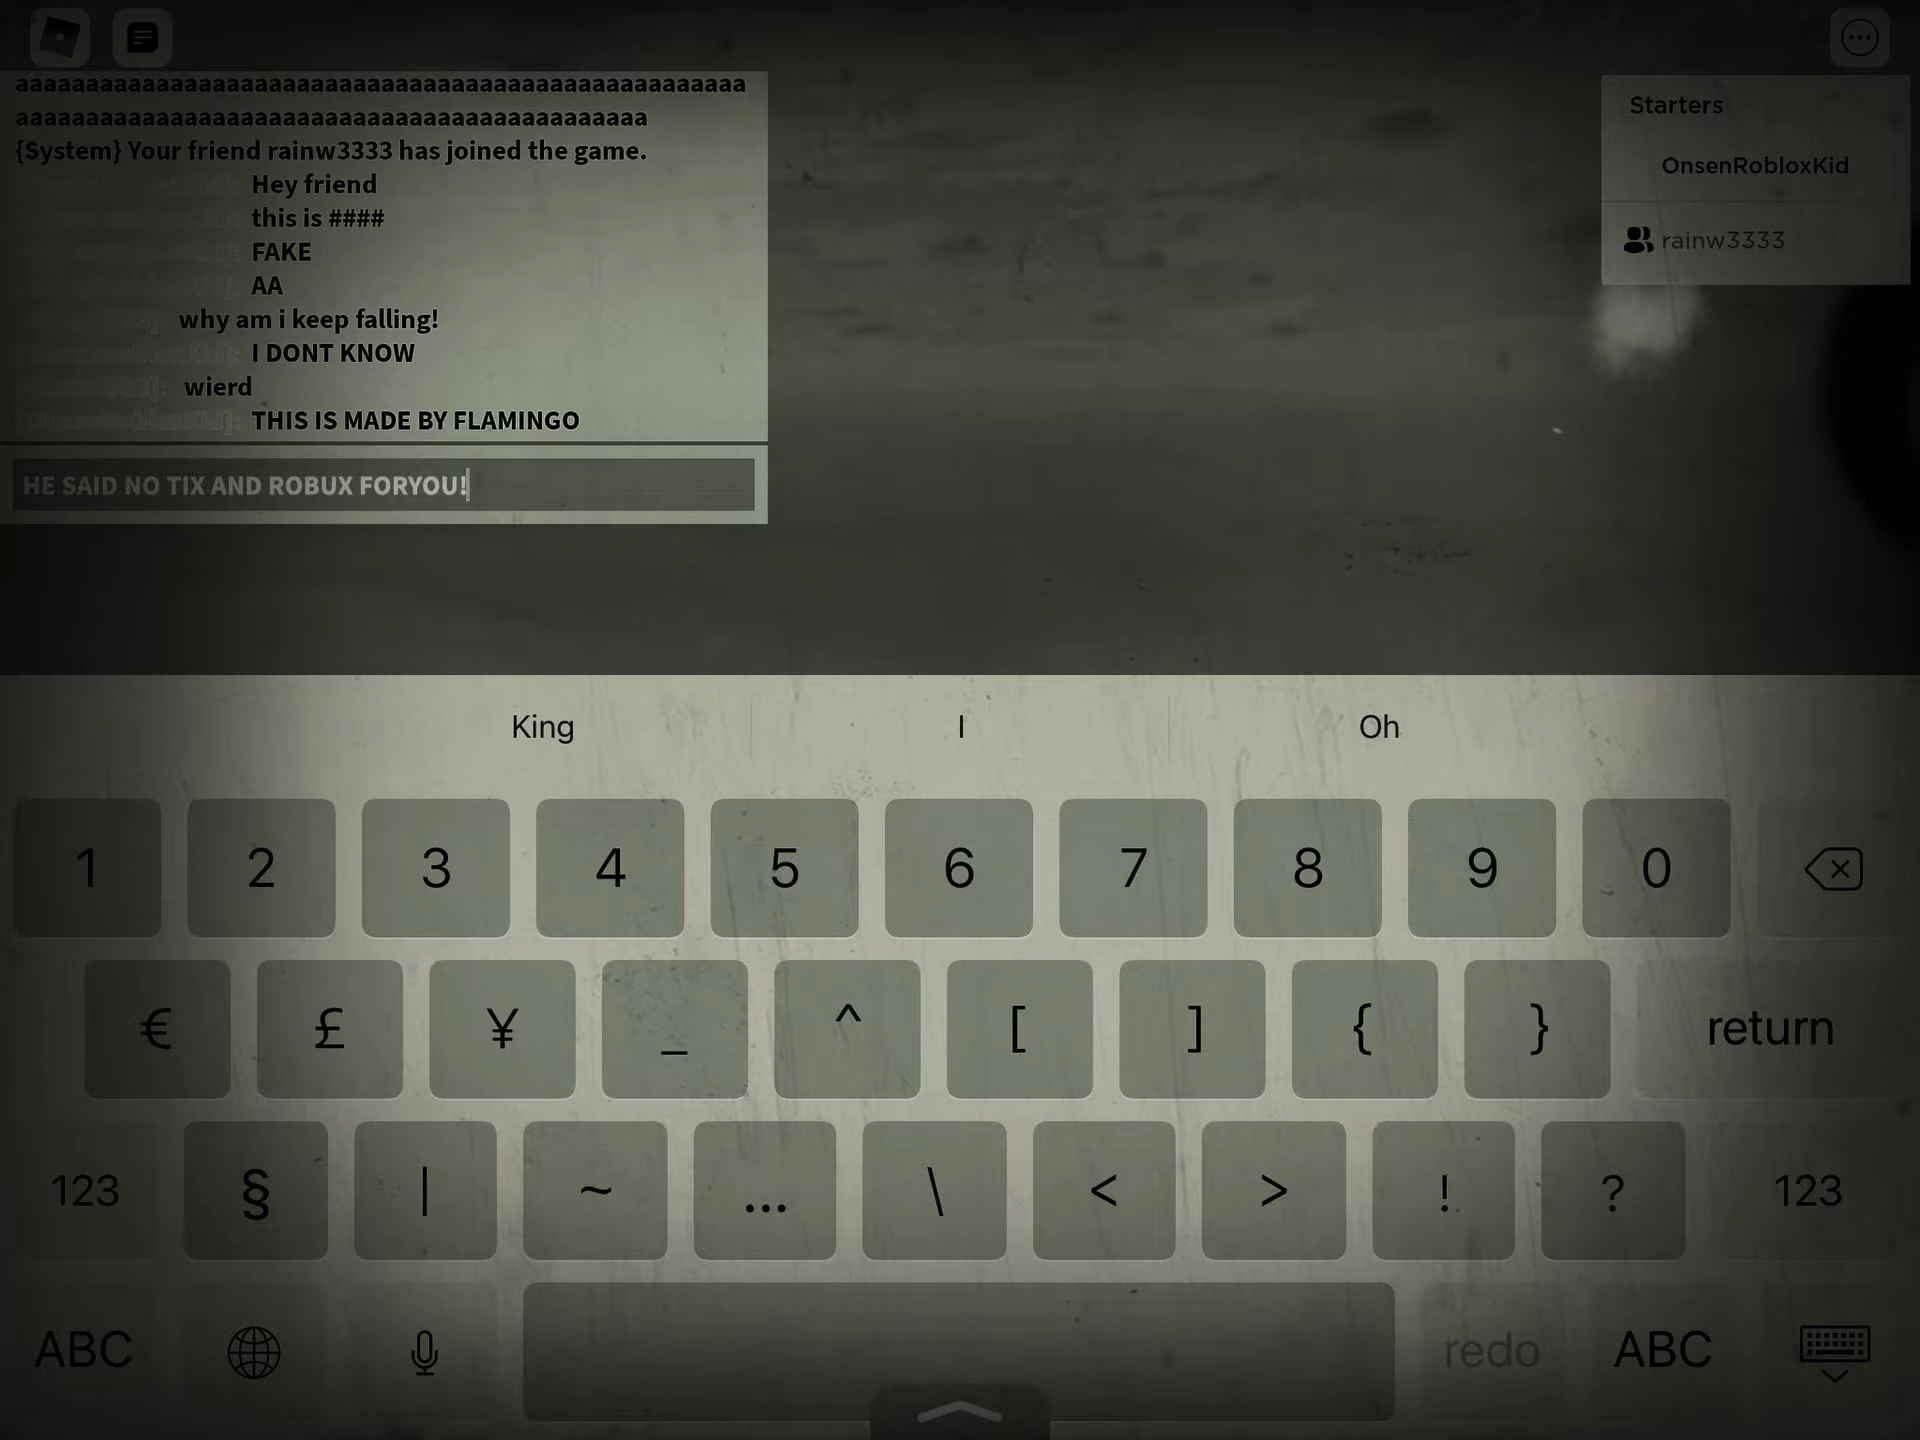 aaaaaaaaaaaaaaaaaaaaaaaaaaaaaaaaaaaaaaaaaaaaaaaaaaaa
aaaaaaaaaaaaaaaaaaaaaaaaaaaaaaaaaaaaaaaaaaaaa
{System} Your friend rainw3333 has joined the game.
Hey friend
this is ####
FAKE
AA
why am i keep falling!
I DONT KNOW
wierd
THIS IS MADE BY FLAMINGO
HE SAID NO TIX AND ROBUX FORYOU!
Starters
OnsenRobloxKid
rainw3333
King I Oh
1 2 3 4 5 6 7 8 9 0
€ £ ¥ _ ^ [ ] { } return
123 § | ~ … \ < > ! ? 123
ABC redo ABC